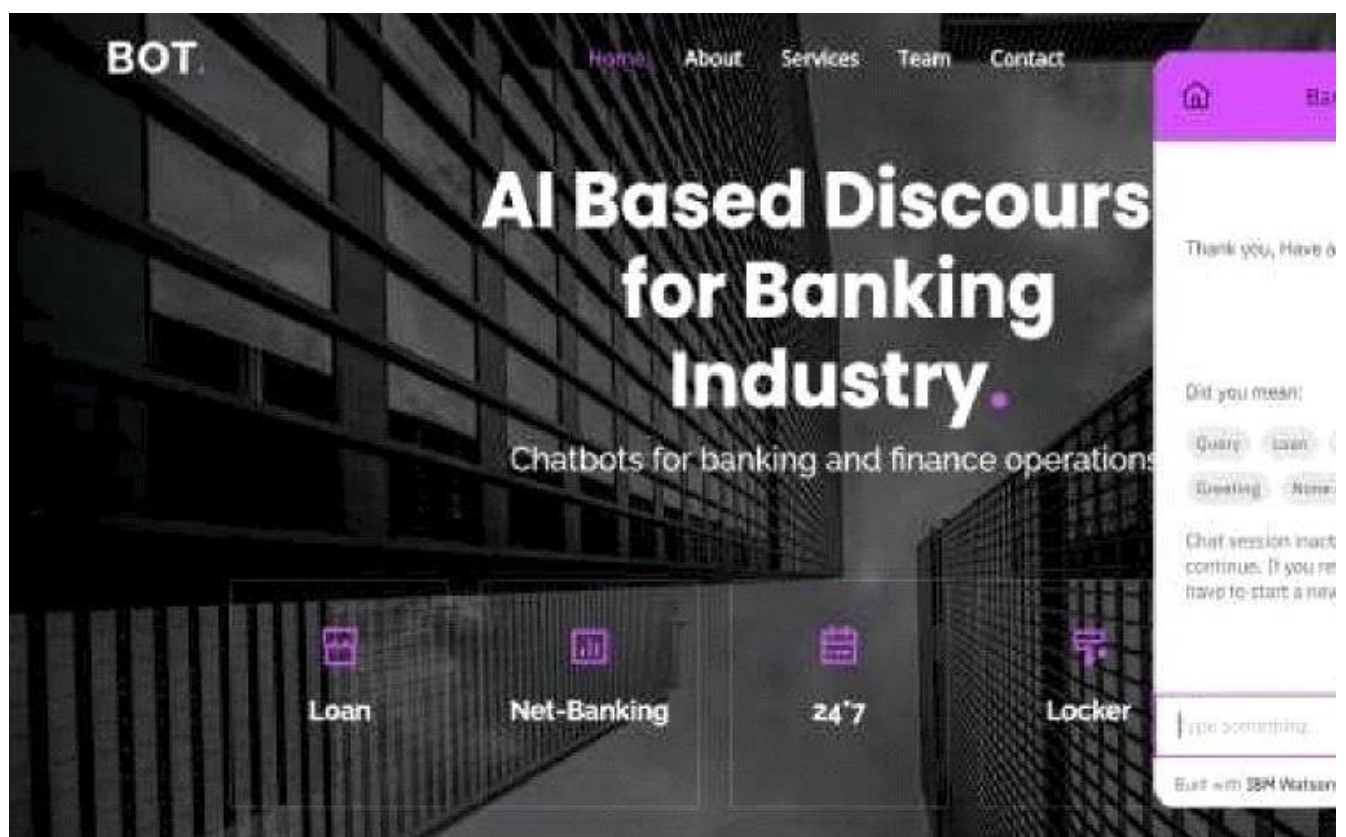 BOT.
Home About Services Team Contact
AI Based Discours
for Banking
Industry.
Chatbots for banking and finance operations
Loan
Net-Banking
24*7
Locker
Thank you, Have a
Did you mean:
Query Loan
Greeting None
Chat session inact
continue. If you re
have to start a new
Type something
Built with IBM Watson